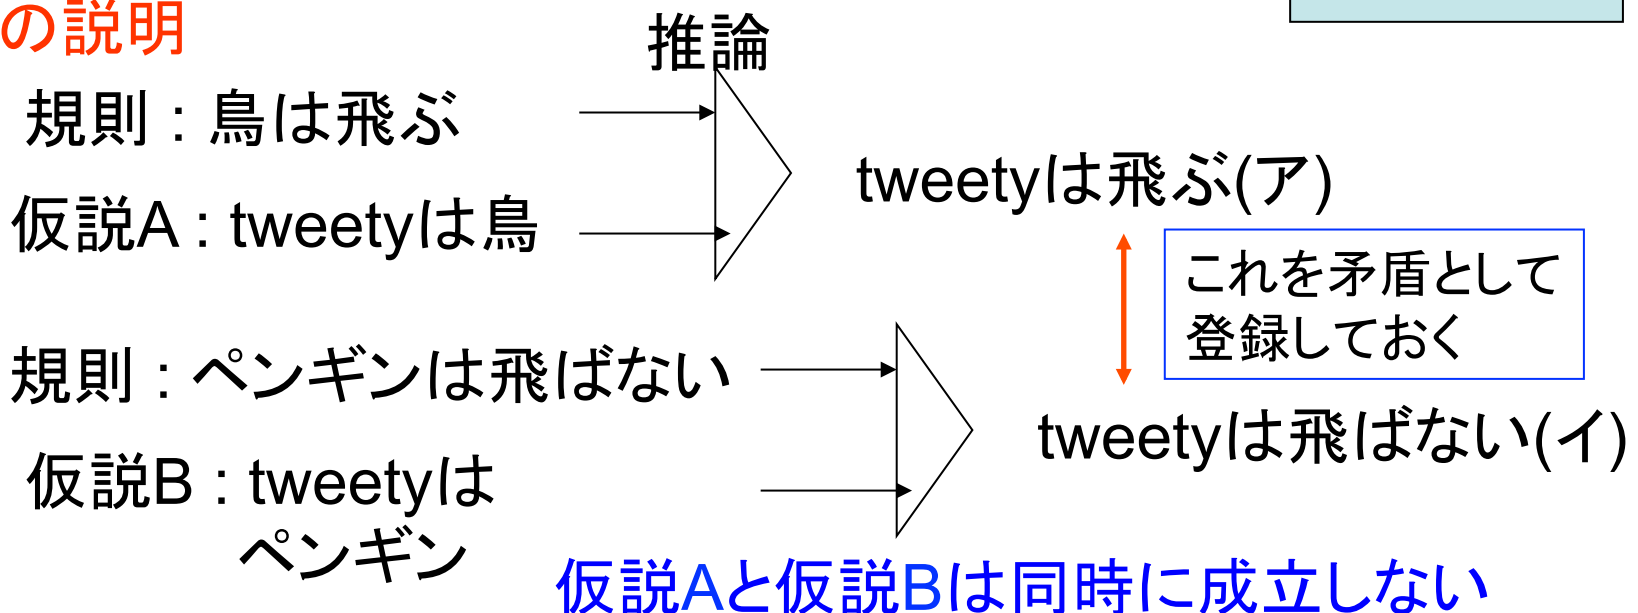 の説明
推論
規則：鳥は飛ぶ
仮説A：tweetyは鳥
tweetyは飛ぶ(ア)
これを矛盾として
登録しておく
規則：ペンギンは飛ばない
仮説B：tweetyは
ペンギン
tweetyは飛ばない(イ)
仮説Aと仮説Bは同時に成立しない